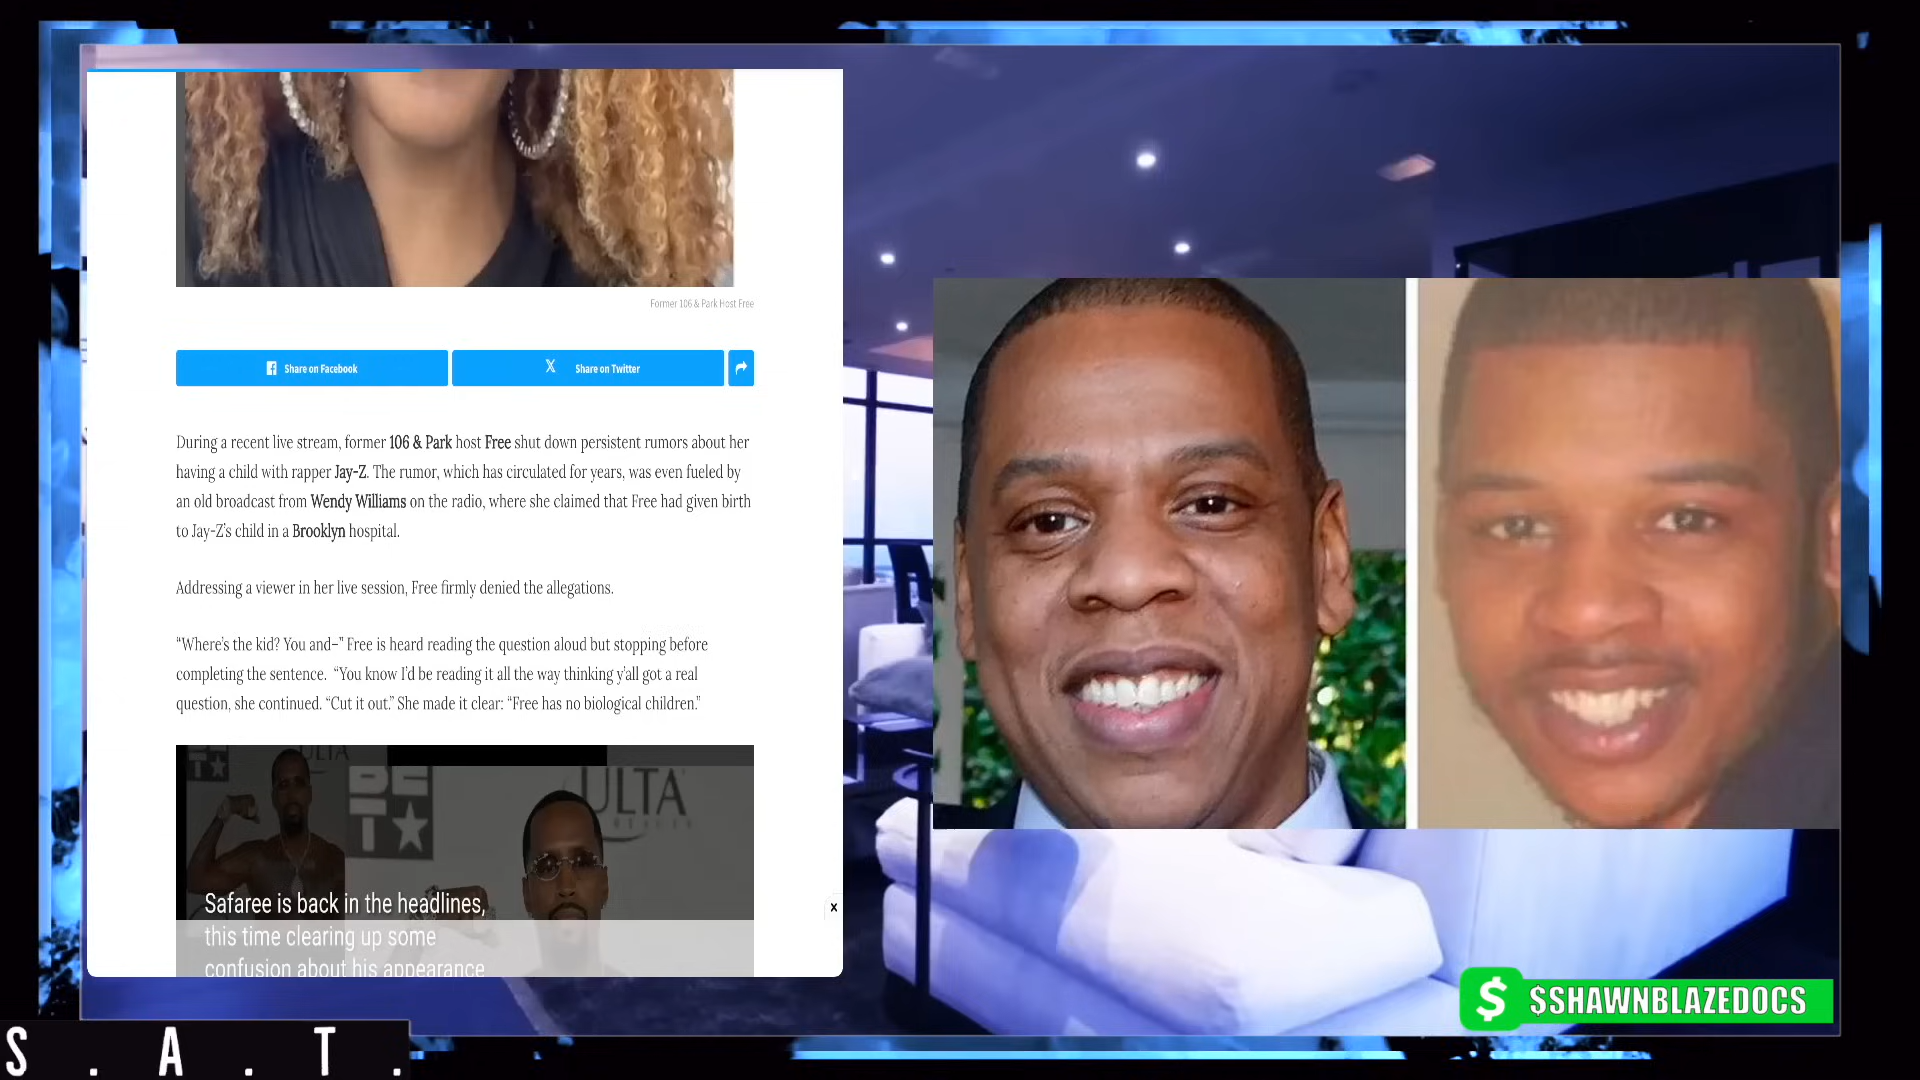 Former 106 & Park Host Free
Share on Facebook
Share on Twitter
During a recent live stream, former 106 & Park host Free shut down persistent rumors about her
having a child with rapper Jay-Z. The rumor, which has circulated for years, was even fueled by
an old broadcast from Wendy Williams on the radio, where she claimed that Free had given birth
to Jay-Z's child in a Brooklyn hospital.
Addressing a viewer in her live session, Free firmly denied the allegations.
“Where’s the kid? You and–” Free is heard reading the question aloud but stopping before
completing the sentence. “You know I’d be reading it all the way thinking y’all got a real
question, she continued. “Cut it out.” She made it clear: “Free has no biological children.”
ULTA
BET
ULTA
Safaree is back in the headlines,
this time clearing up some
confusion about his appearance
x
$ $SHAWNBLAZEDOCS
S . A . T .